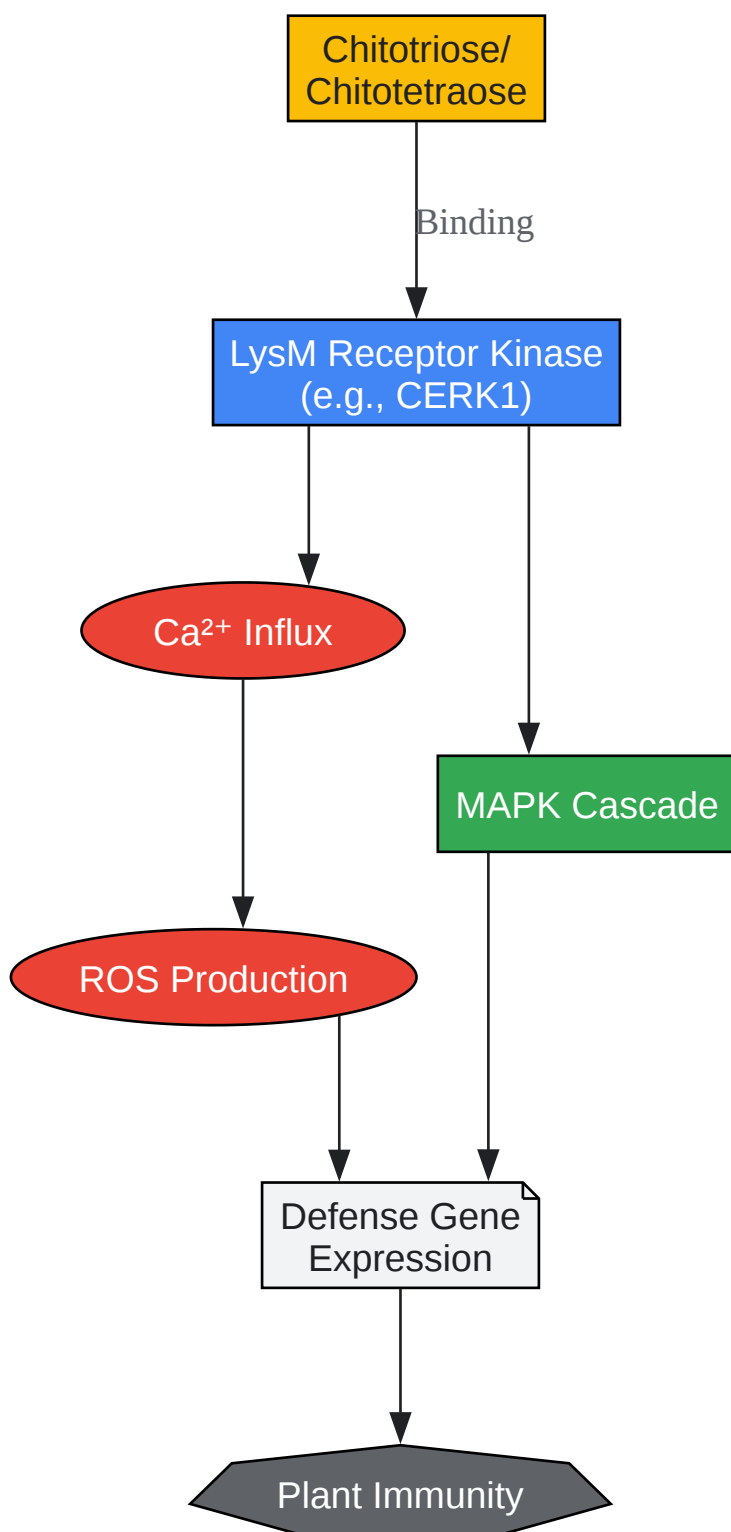 Chitotriose/
Chitotetraose
Binding
LysM Receptor Kinase
(e.g., CERK1)
Ca²⁺ Influx
MAPK Cascade
ROS Production
Defense Gene
Expression
Plant Immunity